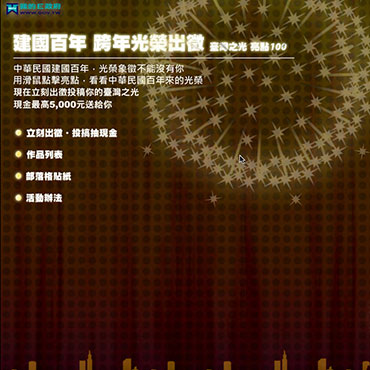 建國百年 跨年光榮出徵 臺灣之光 亮點100
中華民國建國百年，光榮象徵不能沒有你
用滑鼠點擊亮點，看看中華民國百年來的光榮
現在立刻出徵投稿你的臺灣之光
現金最高5,000元送給你
立刻出徵，投稿抽現金
作品列表
部落格貼紙
活動辦法